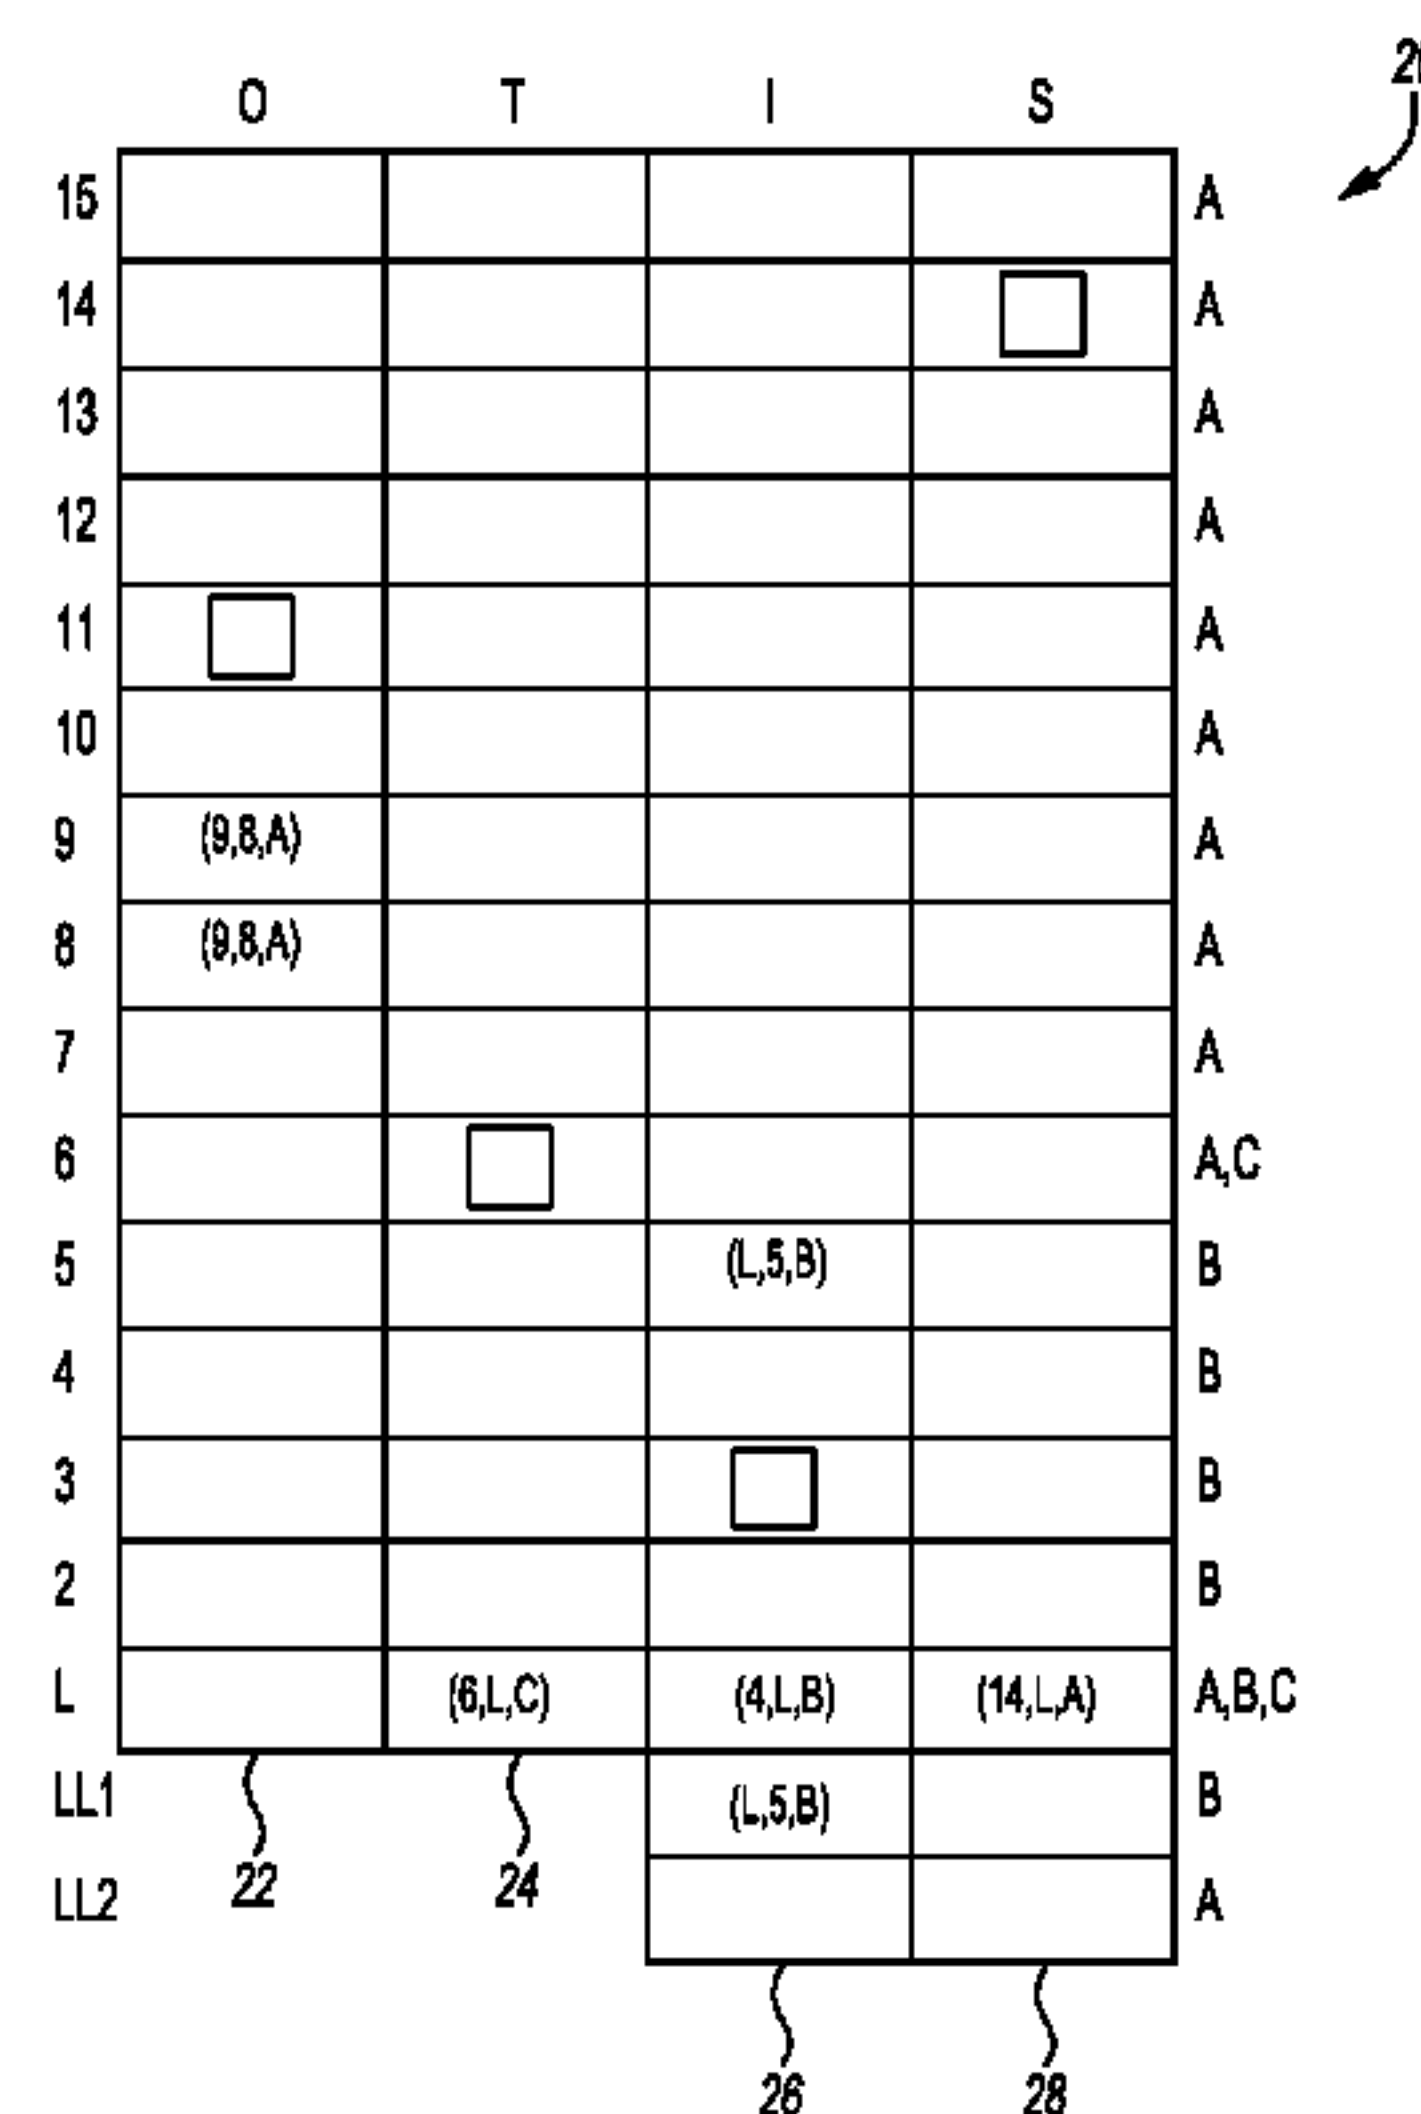 O T I S
15 A
14 A
13 A
12 A
11 A
10 A
9 (9,8,A) A
8 (9,8,A) A
7 A
6 A,C
5 (L,5,B) B
4 B
3 B
2 B
L (6,L,C) (4,L,B) (14,L,A) A,B,C
LL1 (L,5,B) B
LL2 A
22 24
26 28